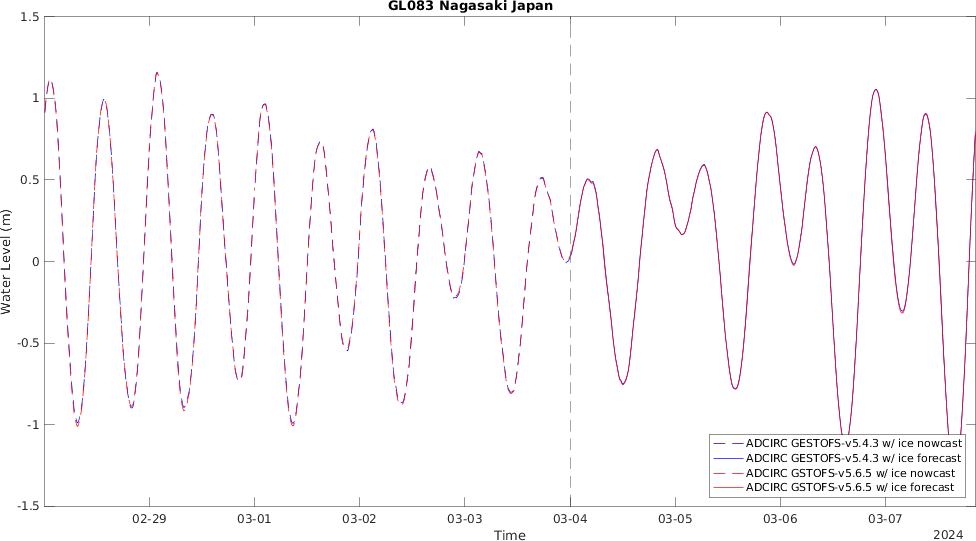 GL083 Nagasaki Japan
1.5
1
0.5
0
-0.5
-1
-1.5
Water Level (m)
ADCIRC GESTOFS-v5.4.3 w/ ice nowcast
ADCIRC GESTOFS-v5.4.3 w/ ice forecast
ADCIRC GSTOFS-v5.6.5 w/ ice nowcast
ADCIRC GSTOFS-v5.6.5 w/ ice forecast
02-29 03-01 03-02 03-03 03-04 03-05 03-06 03-07
Time
2024